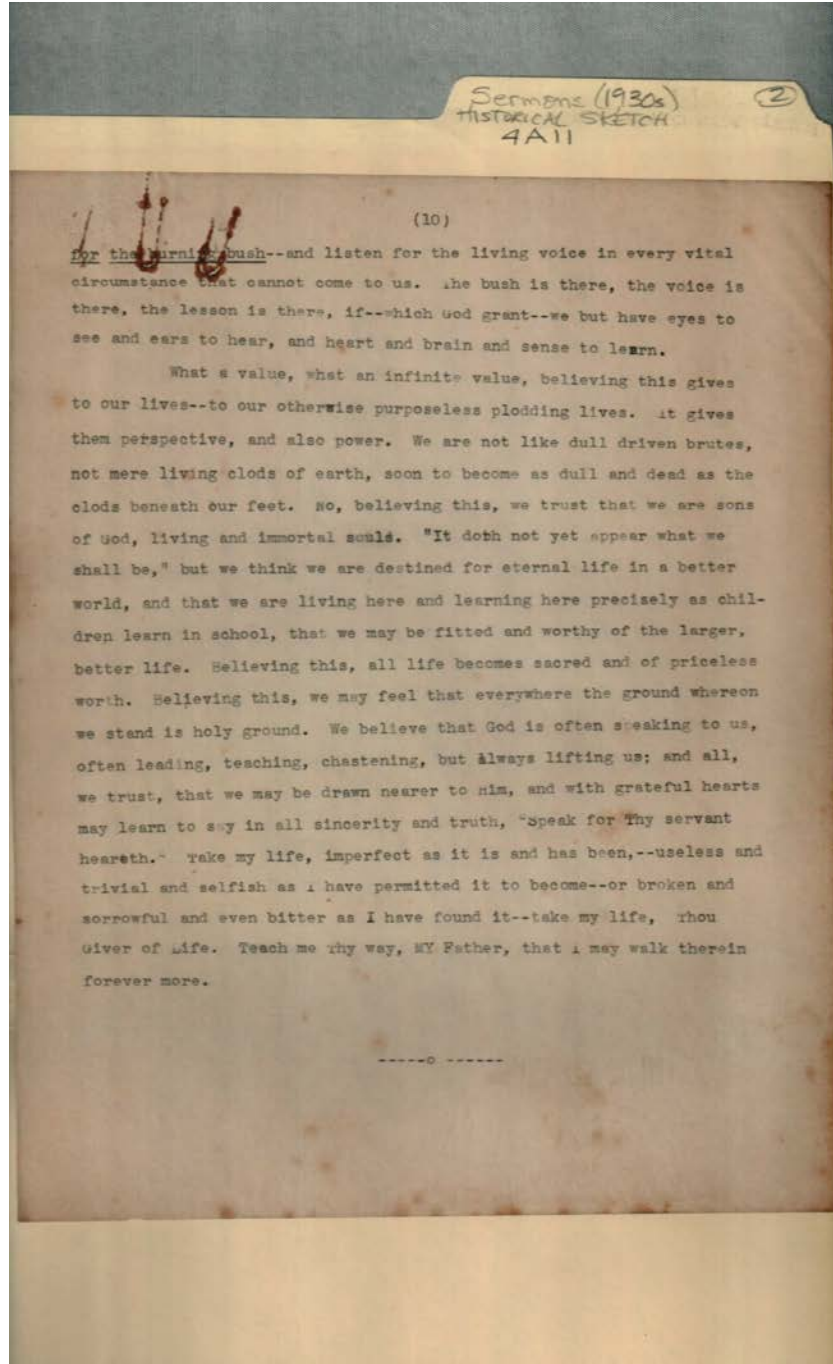 Sermons (1930s) 2
HISTORICAL SKETCH
4A11
(10)
for the burning bush--and listen for the living voice in every vital
circumstance that cannot come to us. The bush is there, the voice is
there, the lesson is there, if--which God grant--we but have eyes to
see and ears to hear, and heart and brain and sense to learn.
What a value, what an infinite value, believing this gives
to our lives--to our otherwise purposeless plodding lives. It gives
them perspective, and also power. We are not like dull driven brutes,
not mere living clods of earth, soon to become as dull and dead as the
clods beneath our feet. No, believing this, we trust that we are sons
of God, living and immortal souls. "It doth not yet appear what we
shall be," but we think we are destined for eternal life in a better
world, and that we are living here and learning here precisely as chil-
dren learn in school, that we may be fitted and worthy of the larger,
better life. Believing this, all life becomes sacred and of priceless
worth. Believing this, we may feel that everywhere the ground whereon
we stand is holy ground. We believe that God is often speaking to us,
often leading, teaching, chastening, but Always lifting us; and all,
we trust, that we may be drawn nearer to Him, and with grateful hearts
may learn to say in all sincerity and truth, "Speak for Thy servant
heareth." Take my life, imperfect as it is and has been,--useless and
trivial and selfish as I have permitted it to become--or broken and
sorrowful and even bitter as I have found it--take my life, Thou
Giver of Life. Teach me Thy way, MY Father, that I may walk therein
forever more.
-----o ------